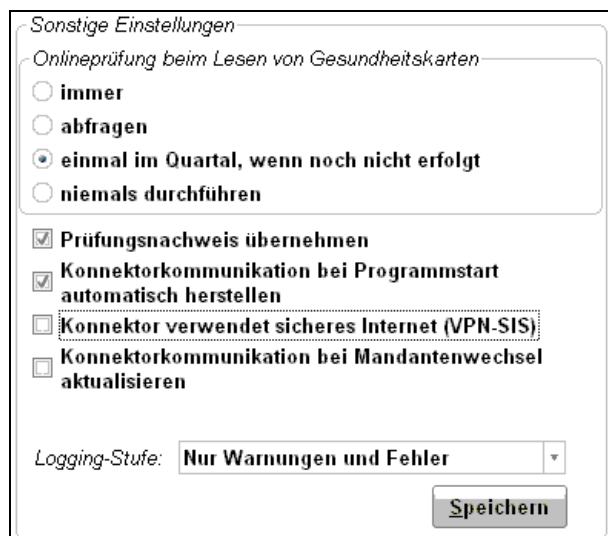 Sonstige Einstellungen
Onlineprüfung beim Lesen von Gesundheitskarten
immer
abfragen
einmal im Quartal, wenn noch nicht erfolgt
niemals durchführen
Prüfungsnachweis übernehmen
Konnektorkommunikation bei Programmstart
automatisch herstellen
Konnektor verwendet sicheres Internet (VPN-SIS)
Konnektorkommunikation bei Mandantenwechsel
aktualisieren
Logging-Stufe: Nur Warnungen und Fehler
Speichern